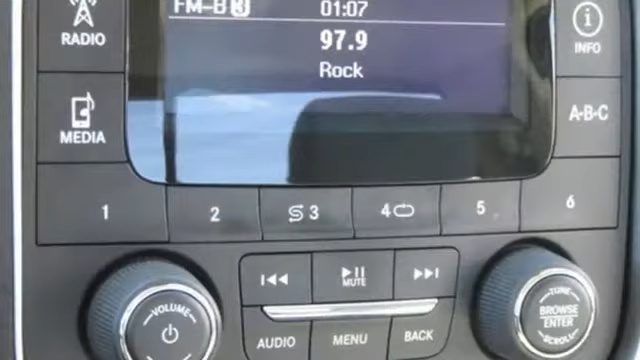 FM-B 3 01:07
97.9
Rock
RADIO
INFO
MEDIA
A-B-C
1 2 3 4 5 6
MUTE
VOLUME
AUDIO MENU BACK
TUNE
BROWSE
ENTER
SCROLL